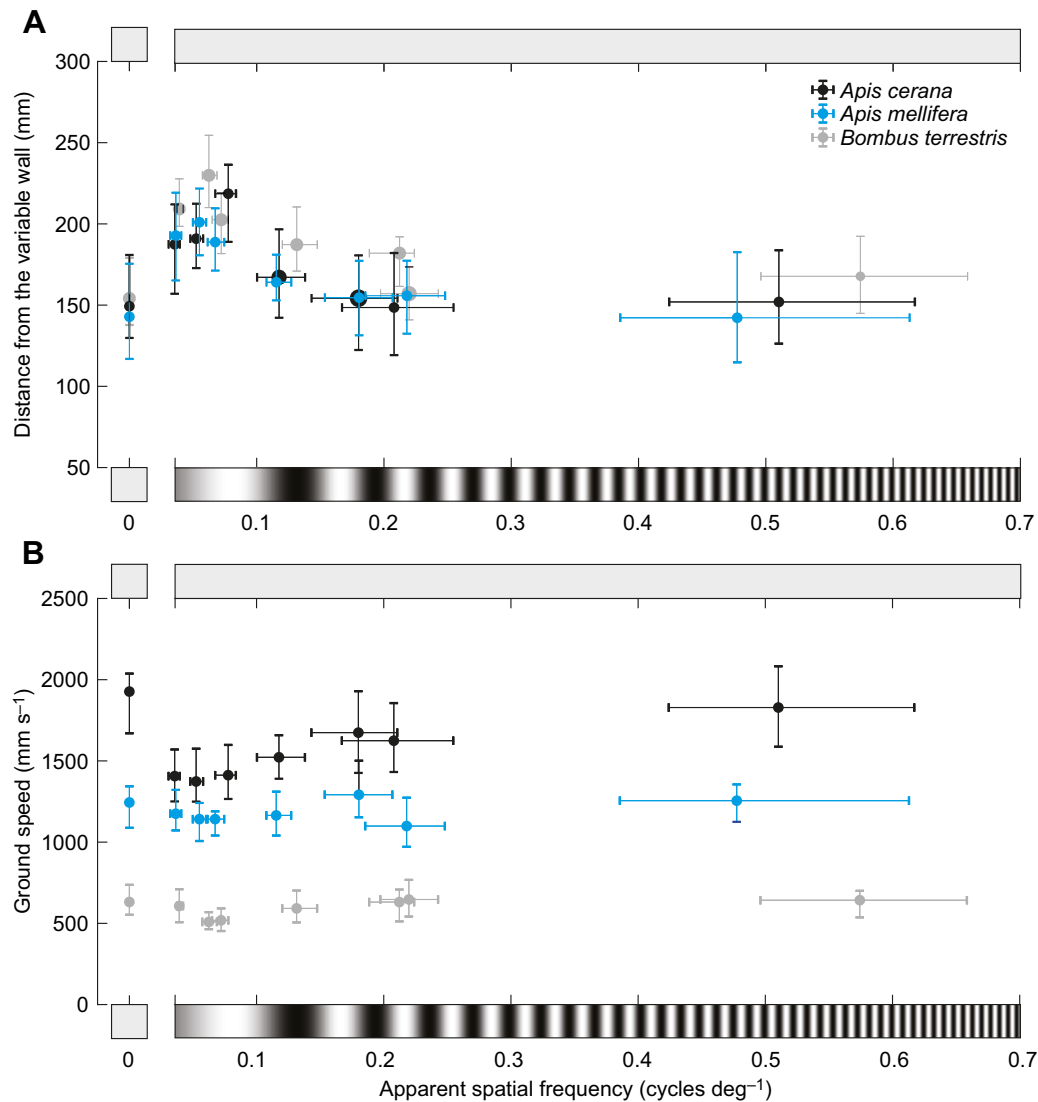 A
300
250
200
150
100
50
Distance from the variable wall (mm)
Apis cerana
Apis mellifera
Bombus terrestris
0 0.1 0.2 0.3 0.4 0.5 0.6 0.7
B
2500
2000
1500
1000
500
0
Ground speed (mm s⁻¹)
0 0.1 0.2 0.3 0.4 0.5 0.6 0.7
Apparent spatial frequency (cycles deg⁻¹)